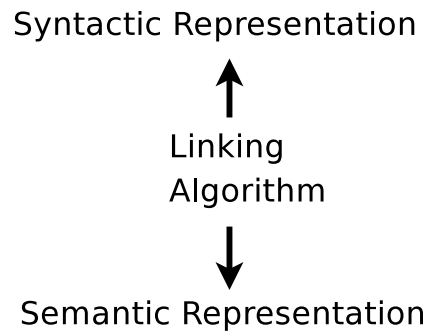 Syntactic Representation
Linking
Algorithm
Semantic Representation